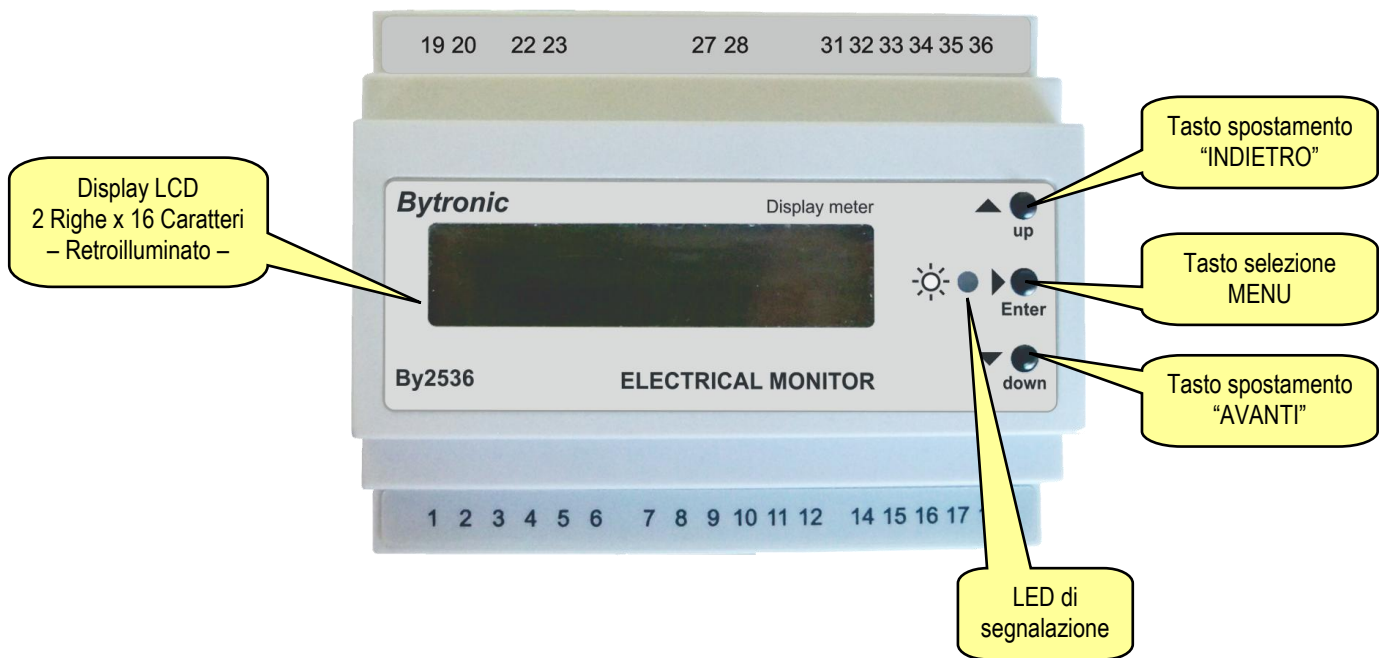 19 20 22 23 27 28 31 32 33 34 35 36
Tasto spostamento
“INDIETRO”
Display LCD
2 Righe x 16 Caratteri
– Retroilluminato –
Bytronic
Display meter
up
Tasto selezione
MENU
Enter
By2536
ELECTRICAL MONITOR
down
Tasto spostamento
“AVANTI”
1 2 3 4 5 6 7 8 9 10 11 12 14 15 16 17
LED di
segnalazione